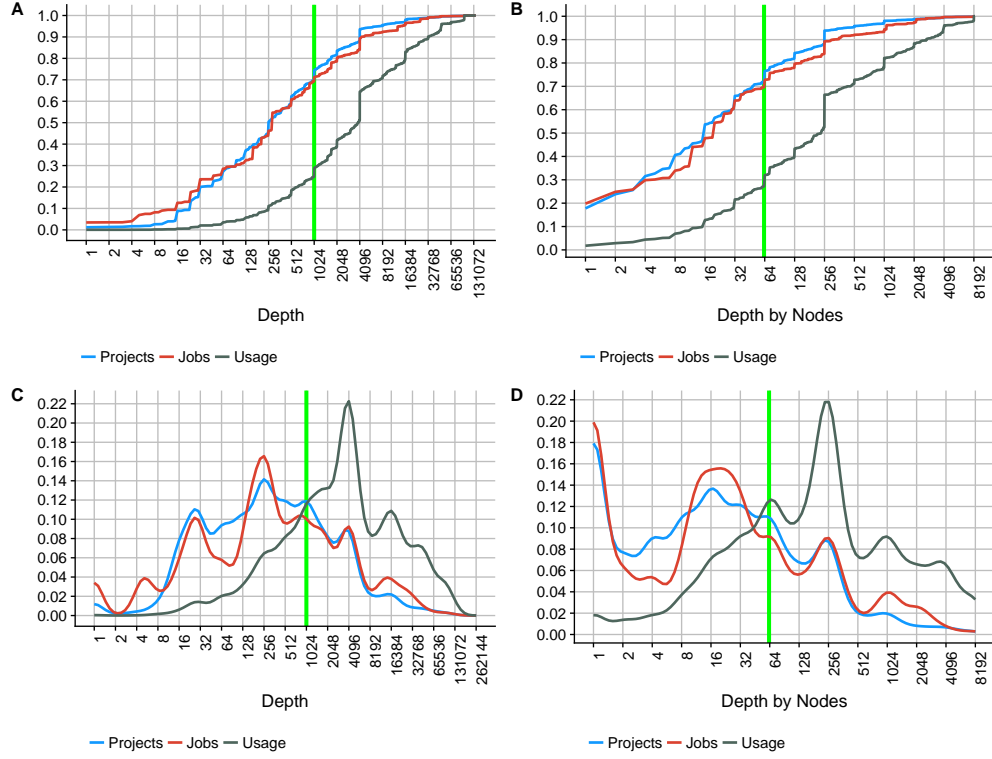 A
1.0
0.9
0.8
0.7
0.6
0.5
0.4
0.3
0.2
0.1
0.0
1 2 4 8 16 32 64 128 256 512 1024 2048 4096 8192 16384 32768 65536 131072
Depth
Projects Jobs Usage
B
1.0
0.9
0.8
0.7
0.6
0.5
0.4
0.3
0.2
0.1
0.0
1 2 4 8 16 32 64 128 256 512 1024 2048 4096 8192
Depth by Nodes
Projects Jobs Usage
C
0.22
0.20
0.18
0.16
0.14
0.12
0.10
0.08
0.06
0.04
0.02
0.00
1 2 4 8 16 32 64 128 256 512 1024 2048 4096 8192 16384 32768 65536 131072 262144
Depth
Projects Jobs Usage
D
0.22
0.20
0.18
0.16
0.14
0.12
0.10
0.08
0.06
0.04
0.02
0.00
1 2 4 8 16 32 64 128 256 512 1024 2048 4096 8192
Depth by Nodes
Projects Jobs Usage